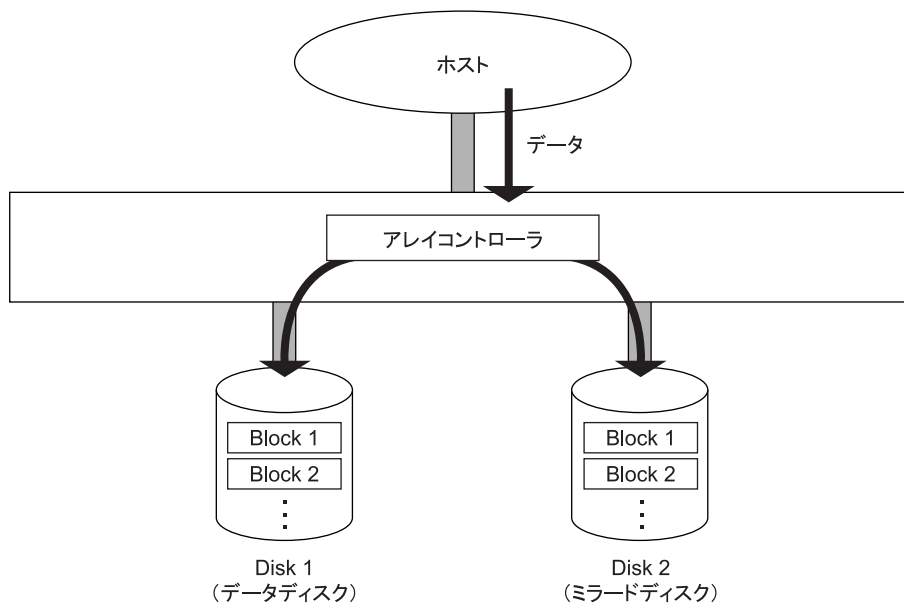 ホスト
データ
アレイコントローラ
Block 1
Block 2
Block 1
Block 2
Disk 1
（データディスク）
Disk 2
（ミラードディスク）